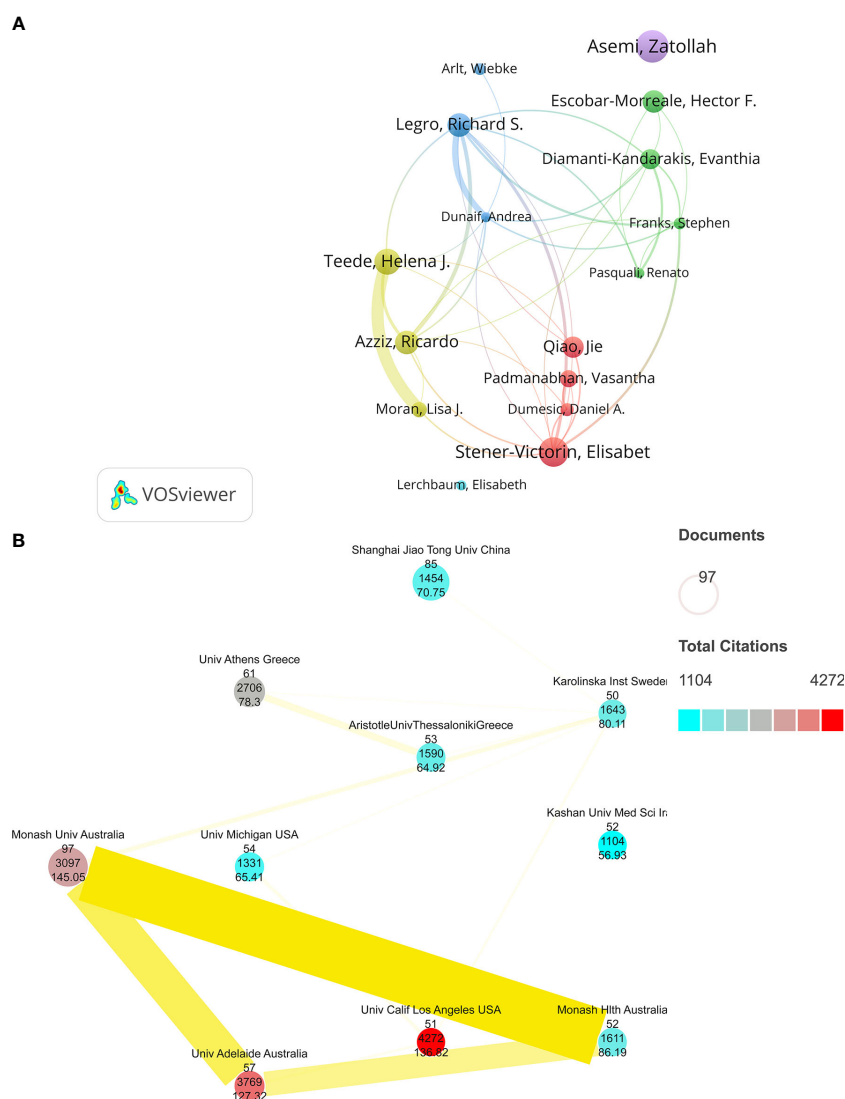 A
Asemi, Zatollah
Arlt, Wiebke
Escobar-Morreale, Hector F.
Legro, Richard S.
Diamanti-Kandarakis, Evanthia
Dunaif, Andrea
Franks, Stephen
Teede, Helena J.
Pasquali, Renato
Azziz, Ricardo
Qiao, Jie
Padmanabhan, Vasantha
Moran, Lisa J.
Dumesic, Daniel A.
Stener-Victorin, Elisabet
Lerchbaum, Elisabeth
VOSviewer
B
Documents
97
Total Citations
1104 4272
Shanghai Jiao Tong Univ China
85
1454
70.75
Univ Athens Greece
61
2706
78.3
Karolinska Inst Sweden
50
1643
80.11
AristotleUnivThessalonikiGreece
53
1590
64.92
Kashan Univ Med Sci Ir
52
1104
56.93
Monash Univ Australia
97
3097
145.05
Univ Michigan USA
54
1331
65.41
Univ Calif Los Angeles USA
51
4272
136.82
Monash Hlth Australia
52
1611
86.19
Univ Adelaide Australia
57
3769
127.32